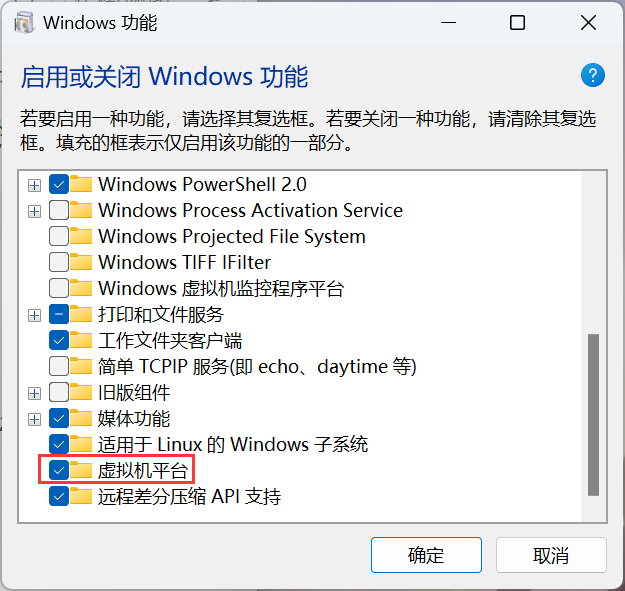 Windows 功能
启用或关闭 Windows 功能
?
若要启用一种功能，请选择其复选框。若要关闭一种功能，请清除其复选
框。填充的框表示仅启用该功能的一部分。
Windows PowerShell 2.0
Windows Process Activation Service
Windows Projected File System
Windows TIFF IFilter
Windows 虚拟机监控程序平台
打印和文件服务
工作文件夹客户端
简单 TCPIP 服务(即 echo、daytime 等)
旧版组件
媒体功能
适用于 Linux 的 Windows 子系统
虚拟机平台
远程差分压缩 API 支持
确定
取消